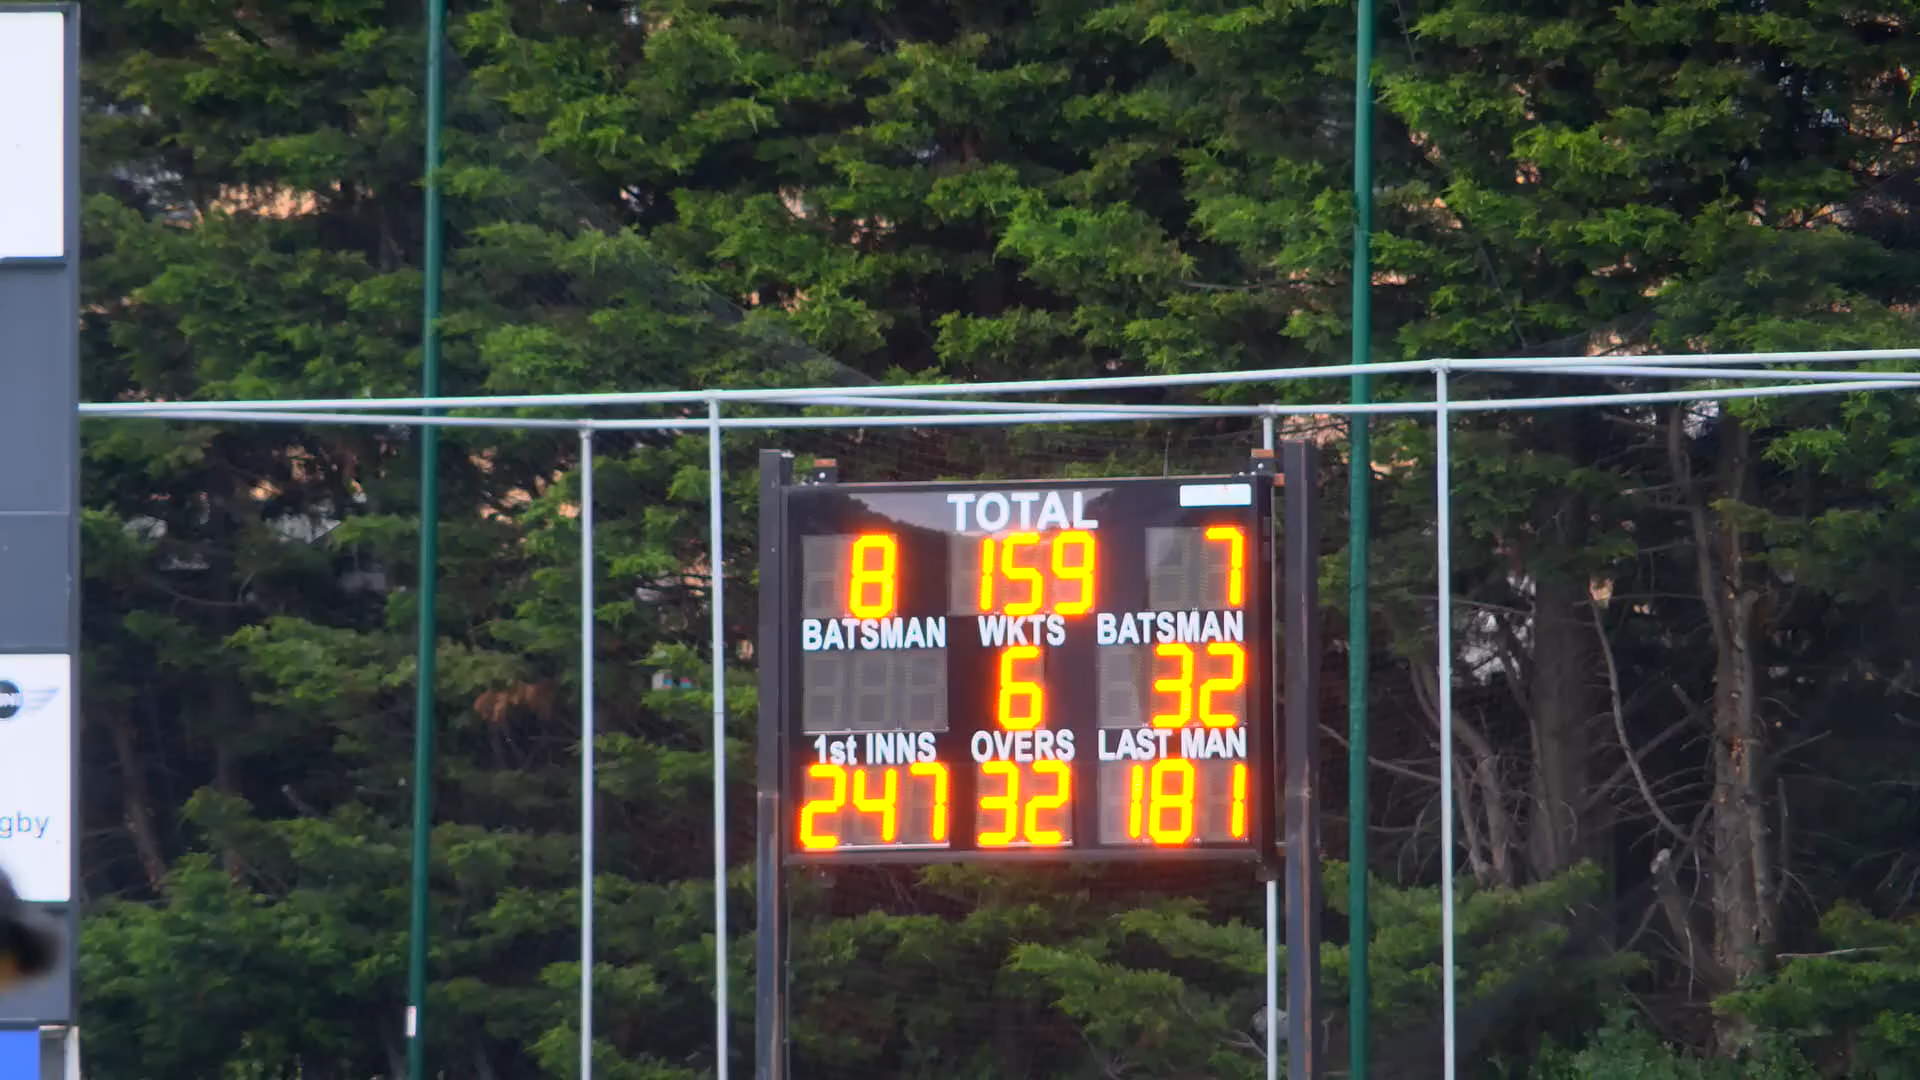 TOTAL
8 159 7
BATSMAN WKTS BATSMAN
6 32
1st INNS OVERS LAST MAN
247 32 181
gby